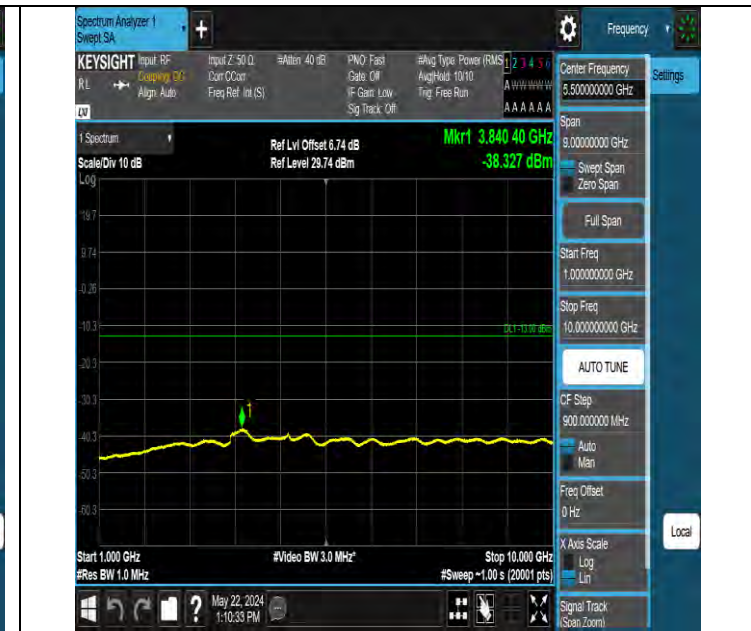 Spectrum Analyzer 1
Swept SA
+
Frequency
KEYSIGHT
RL
Input: RF
Coupling: DC
Align: Auto
Input Z: 50 Ω
Corr CCorr
Freq Ref: Int (S)
#Atten: 40 dB
PNO: Fast
Gate: Off
IF Gain: Low
Sig Track: Off
#Avg Type: Power (RMS
Avg|Hold: 10/10
Trig: Free Run
1 2 3 4 5 6
A W W W W W
A A A A A A
Center Frequency
5.500000000 GHz
Settings
Span
9.00000000 GHz
Swept Span
Zero Span
Full Span
Start Freq
1.000000000 GHz
Stop Freq
10.000000000 GHz
AUTO TUNE
CF Step
900.000000 MHz
Auto
Man
Freq Offset
0 Hz
X Axis Scale
Log
Lin
Signal Track
(Span Zoom)
Local
1 Spectrum
Scale/Div 10 dB
Log
Ref Lvl Offset 6.74 dB
Ref Level 29.74 dBm
Mkr1 3.840 40 GHz
-38.327 dBm
19.7
9.74
-0.26
-10.3
DL1 -13.00 dBm
-20.3
-30.3
1
-40.3
-50.3
-60.3
Start 1.000 GHz
#Res BW 1.0 MHz
#Video BW 3.0 MHz*
Stop 10.000 GHz
#Sweep ~1.00 s (20001 pts)
?
May 22, 2024
1:10:33 PM